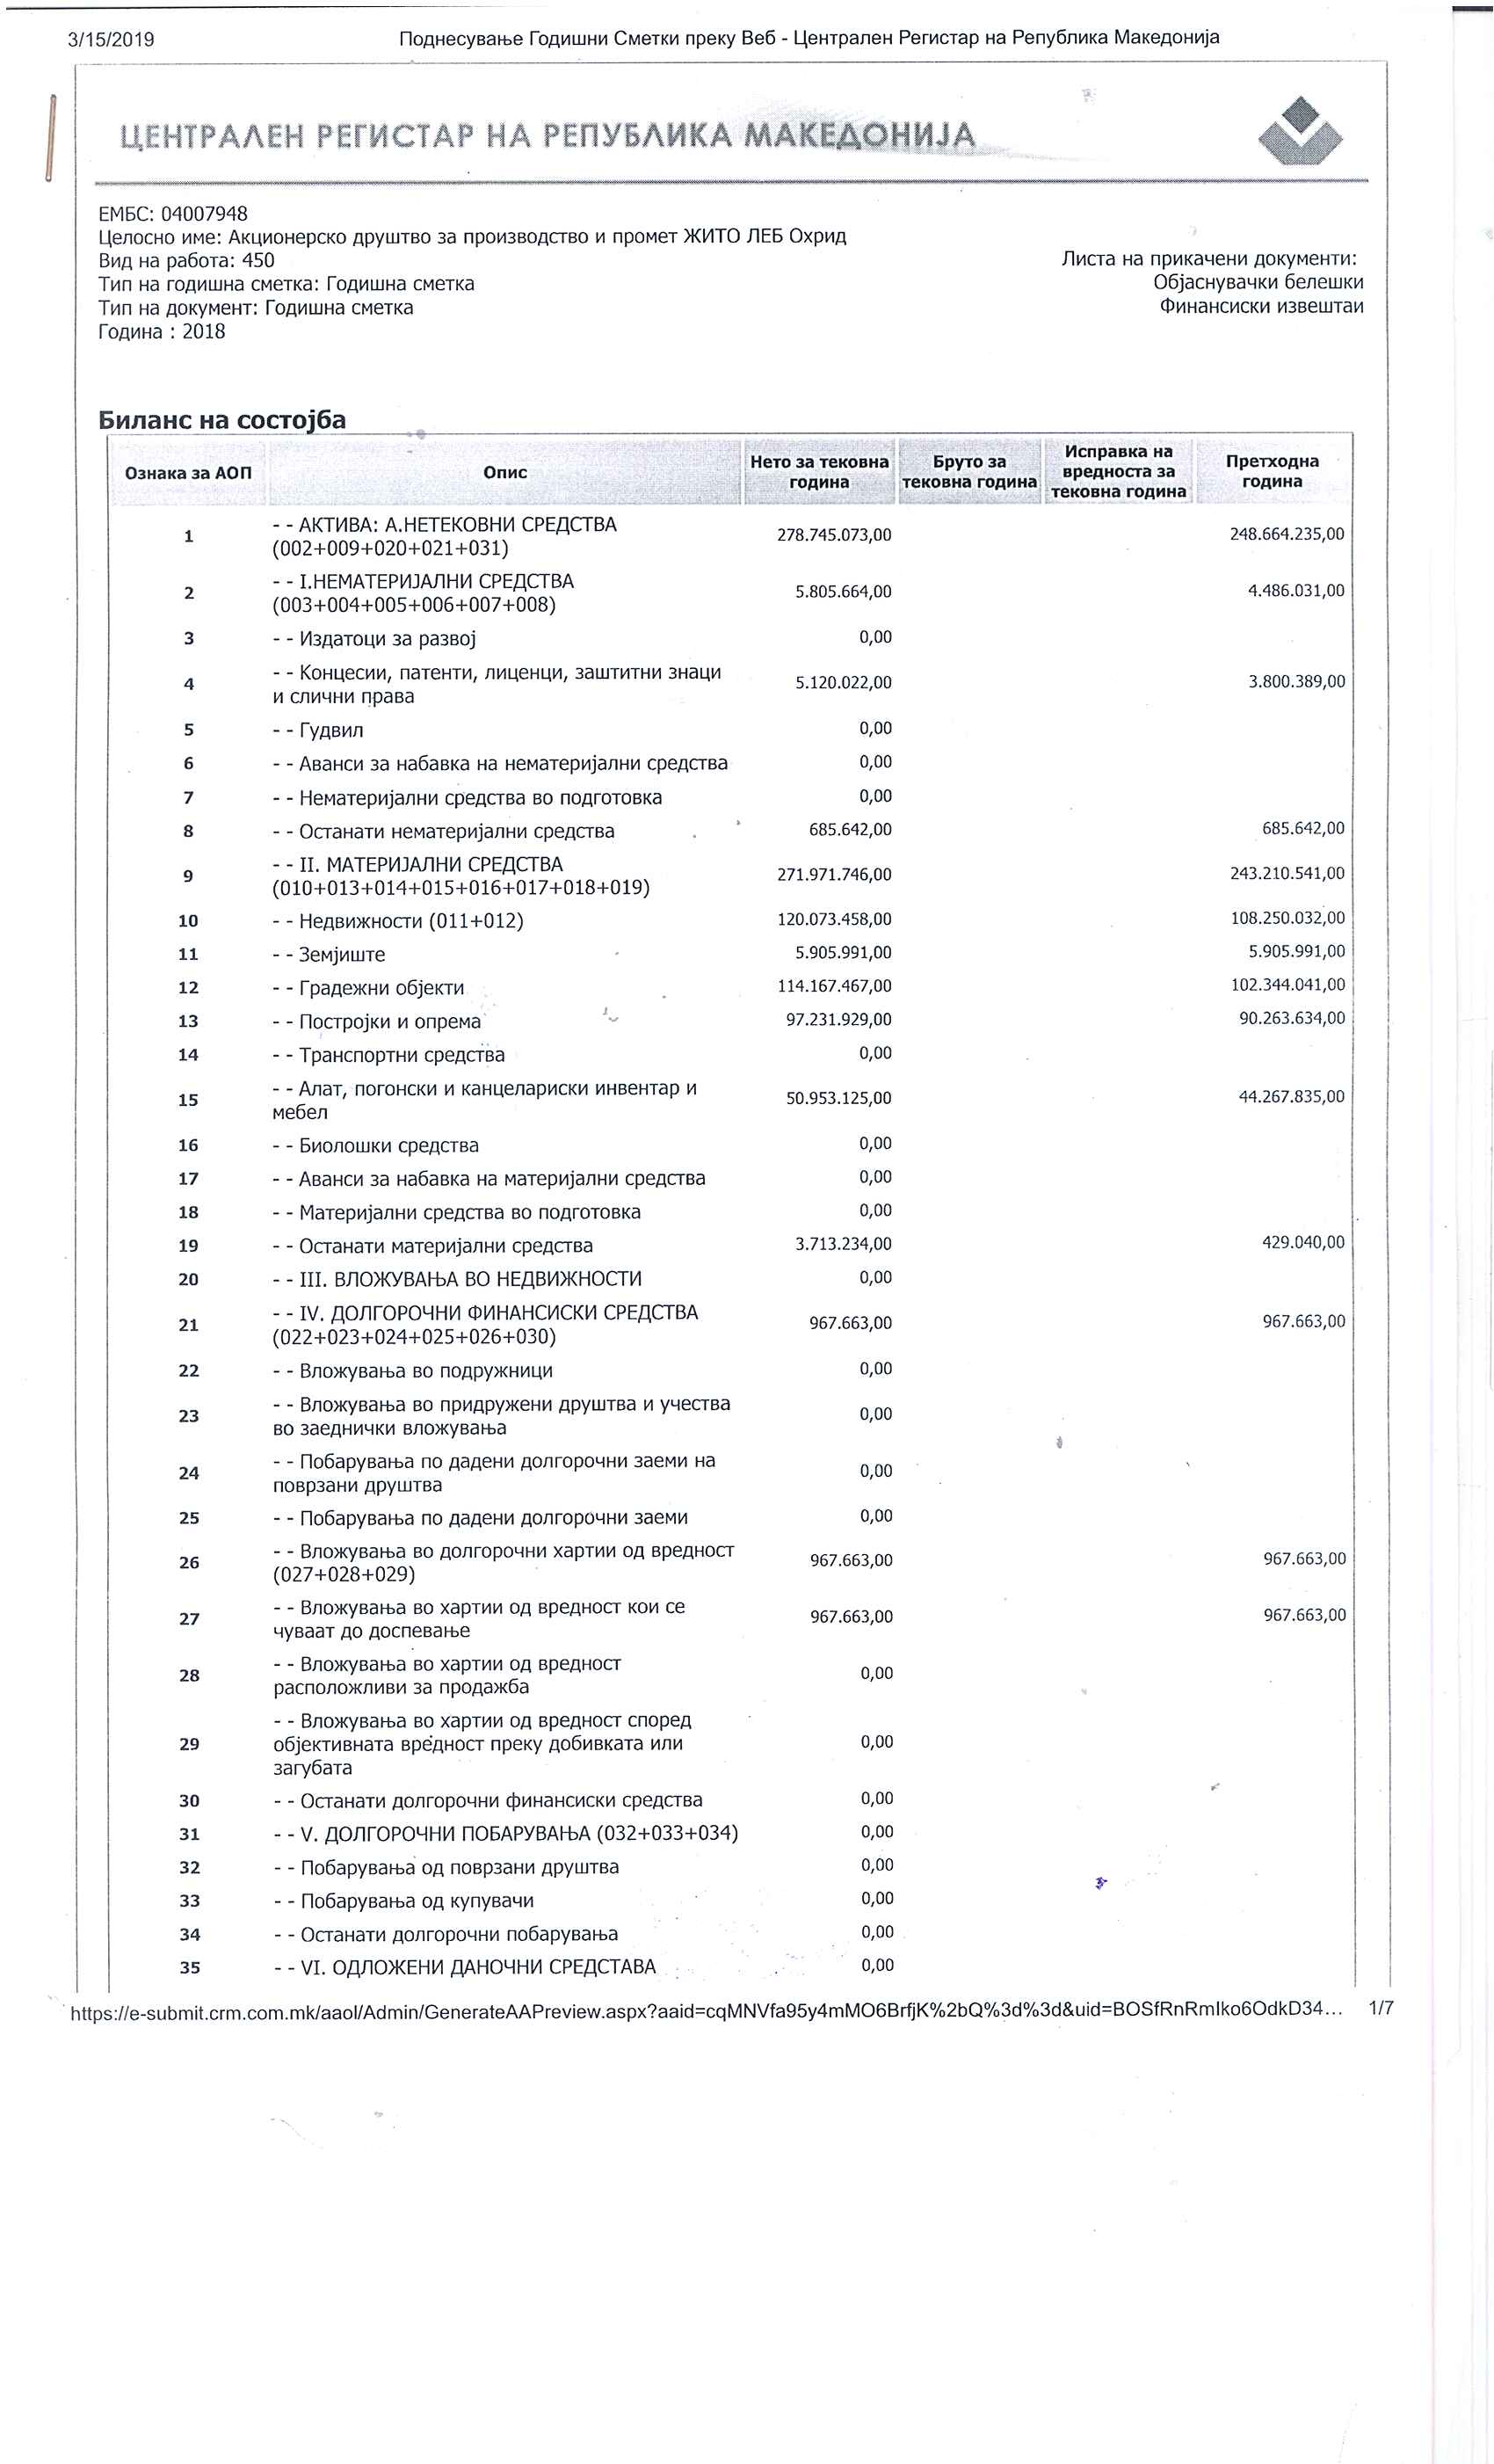 3/15/2019 Поднесување Годишни Сметки преку Веб - Централен Регистар на Република Македонија
ЦЕНТРАЛЕН РЕГИСТАР НА РЕПУБЛИКА МАКЕДОНИЈА
ЕМБС: 04007948
Целосно име: Акционерско друштво за производство и промет ЖИТО ЛЕБ Охрид
Вид на работа: 450
Тип на годишна сметка: Годишна сметка
Тип на документ: Годишна сметка
Година : 2018
Листа на прикачени документи:
Објаснувачки белешки
Финансиски извештаи
Биланс на состојба
Ознака за АОП Опис Нето за тековна година Бруто за тековна година Исправка на вредноста за тековна година Претходна година
1 - - АКТИВА: А.НЕТЕКОВНИ СРЕДСТВА 278.745.073,00 248.664.235,00
(002+009+020+021+031)
2 - - I.НЕМАТЕРИЈАЛНИ СРЕДСТВА 5.805.664,00 4.486.031,00
(003+004+005+006+007+008)
3 - - Издатоци за развој 0,00
4 - - Концесии, патенти, лиценци, заштитни знаци 5.120.022,00 3.800.389,00
и слични права
5 - - Гудвил 0,00
6 - - Аванси за набавка на нематеријални средства 0,00
7 - - Нематеријални средства во подготовка 0,00
8 - - Останати нематеријални средства 685.642,00 685.642,00
9 - - II. МАТЕРИЈАЛНИ СРЕДСТВА 271.971.746,00 243.210.541,00
(010+013+014+015+016+017+018+019)
10 - - Недвижности (011+012) 120.073.458,00 108.250.032,00
11 - - Земјиште 5.905.991,00 5.905.991,00
12 - - Градежни објекти 114.167.467,00 102.344.041,00
13 - - Постројки и опрема 97.231.929,00 90.263.634,00
14 - - Транспортни средства 0,00
15 - - Алат, погонски и канцелариски инвентар и 50.953.125,00 44.267.835,00
мебел
16 - - Биолошки средства 0,00
17 - - Аванси за набавка на материјални средства 0,00
18 - - Материјални средства во подготовка 0,00
19 - - Останати материјални средства 3.713.234,00 429.040,00
20 - - III. ВЛОЖУВАЊА ВО НЕДВИЖНОСТИ 0,00
21 - - IV. ДОЛГОРОЧНИ ФИНАНСИСКИ СРЕДСТВА 967.663,00 967.663,00
(022+023+024+025+026+030)
22 - - Вложувања во подружници 0,00
23 - - Вложувања во придружени друштва и учества 0,00
во заеднички вложувања
24 - - Побарувања по дадени долгорочни заеми на 0,00
поврзани друштва
25 - - Побарувања по дадени долгорочни заеми 0,00
26 - - Вложувања во долгорочни хартии од вредност 967.663,00 967.663,00
(027+028+029)
27 - - Вложувања во хартии од вредност кои се 967.663,00 967.663,00
чуваат до доспевање
28 - - Вложувања во хартии од вредност 0,00
расположливи за продажба
29 - - Вложувања во хартии од вредност според 0,00
објективната вредност преку добивката или
загубата
30 - - Останати долгорочни финансиски средства 0,00
31 - - V. ДОЛГОРОЧНИ ПОБАРУВАЊА (032+033+034) 0,00
32 - - Побарувања од поврзани друштва 0,00
33 - - Побарувања од купувачи 0,00
34 - - Останати долгорочни побарувања 0,00
35 - - VI. ОДЛОЖЕНИ ДАНОЧНИ СРЕДСТАВА 0,00
https://e-submit.crm.com.mk/aaol/Admin/GenerateAAPreview.aspx?aaid=cqMNVfa95y4mMO6BrfjK%2bQ%3d%3d&uid=BOSfRnRmIko6OdkD34... 1/7